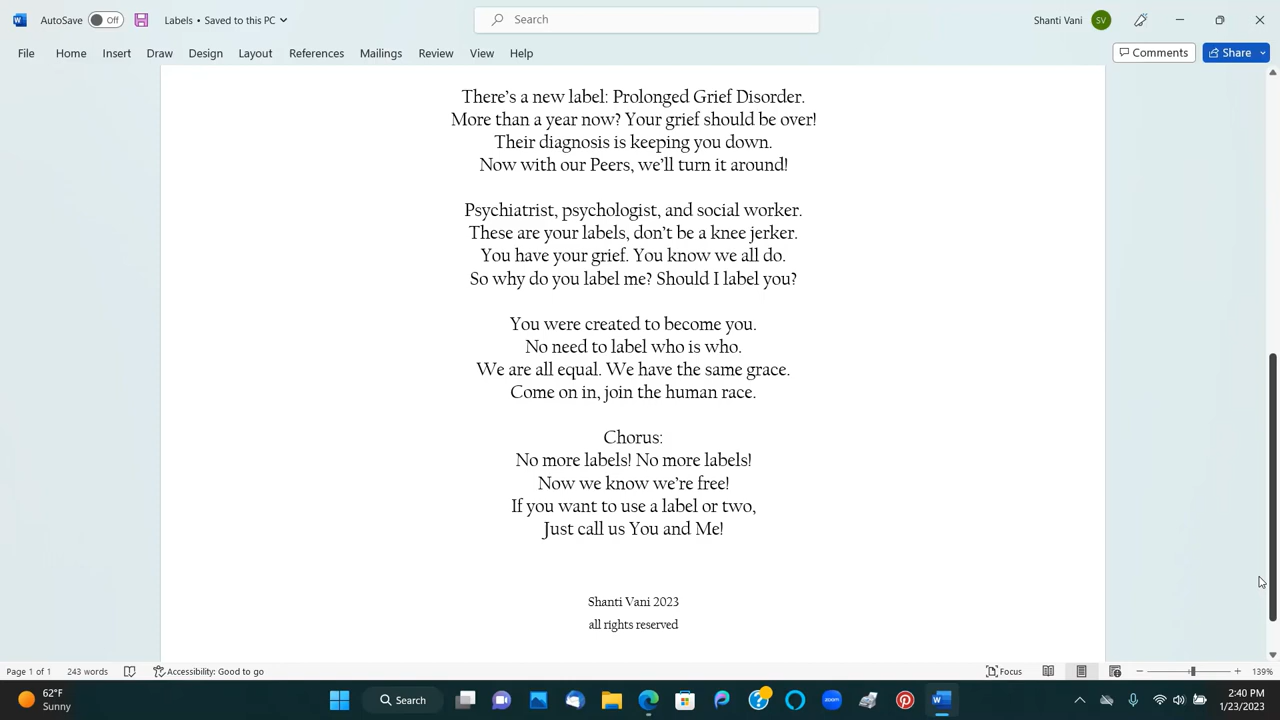 AutoSave Off Labels • Saved to this PC Search Shanti Vani SV
File Home Insert Draw Design Layout References Mailings Review View Help Comments Share
There's a new label: Prolonged Grief Disorder.
More than a year now? Your grief should be over!
Their diagnosis is keeping you down.
Now with our Peers, we'll turn it around!
Psychiatrist, psychologist, and social worker.
These are your labels, don't be a knee jerker.
You have your grief. You know we all do.
So why do you label me? Should I label you?
You were created to become you.
No need to label who is who.
We are all equal. We have the same grace.
Come on in, join the human race.
Chorus:
No more labels! No more labels!
Now we know we're free!
If you want to use a label or two,
Just call us You and Me!
Shanti Vani 2023
all rights reserved
Page 1 of 1 243 words Accessibility: Good to go Focus 139%
62°F
Sunny
Search
zoom
2:40 PM
1/23/2023